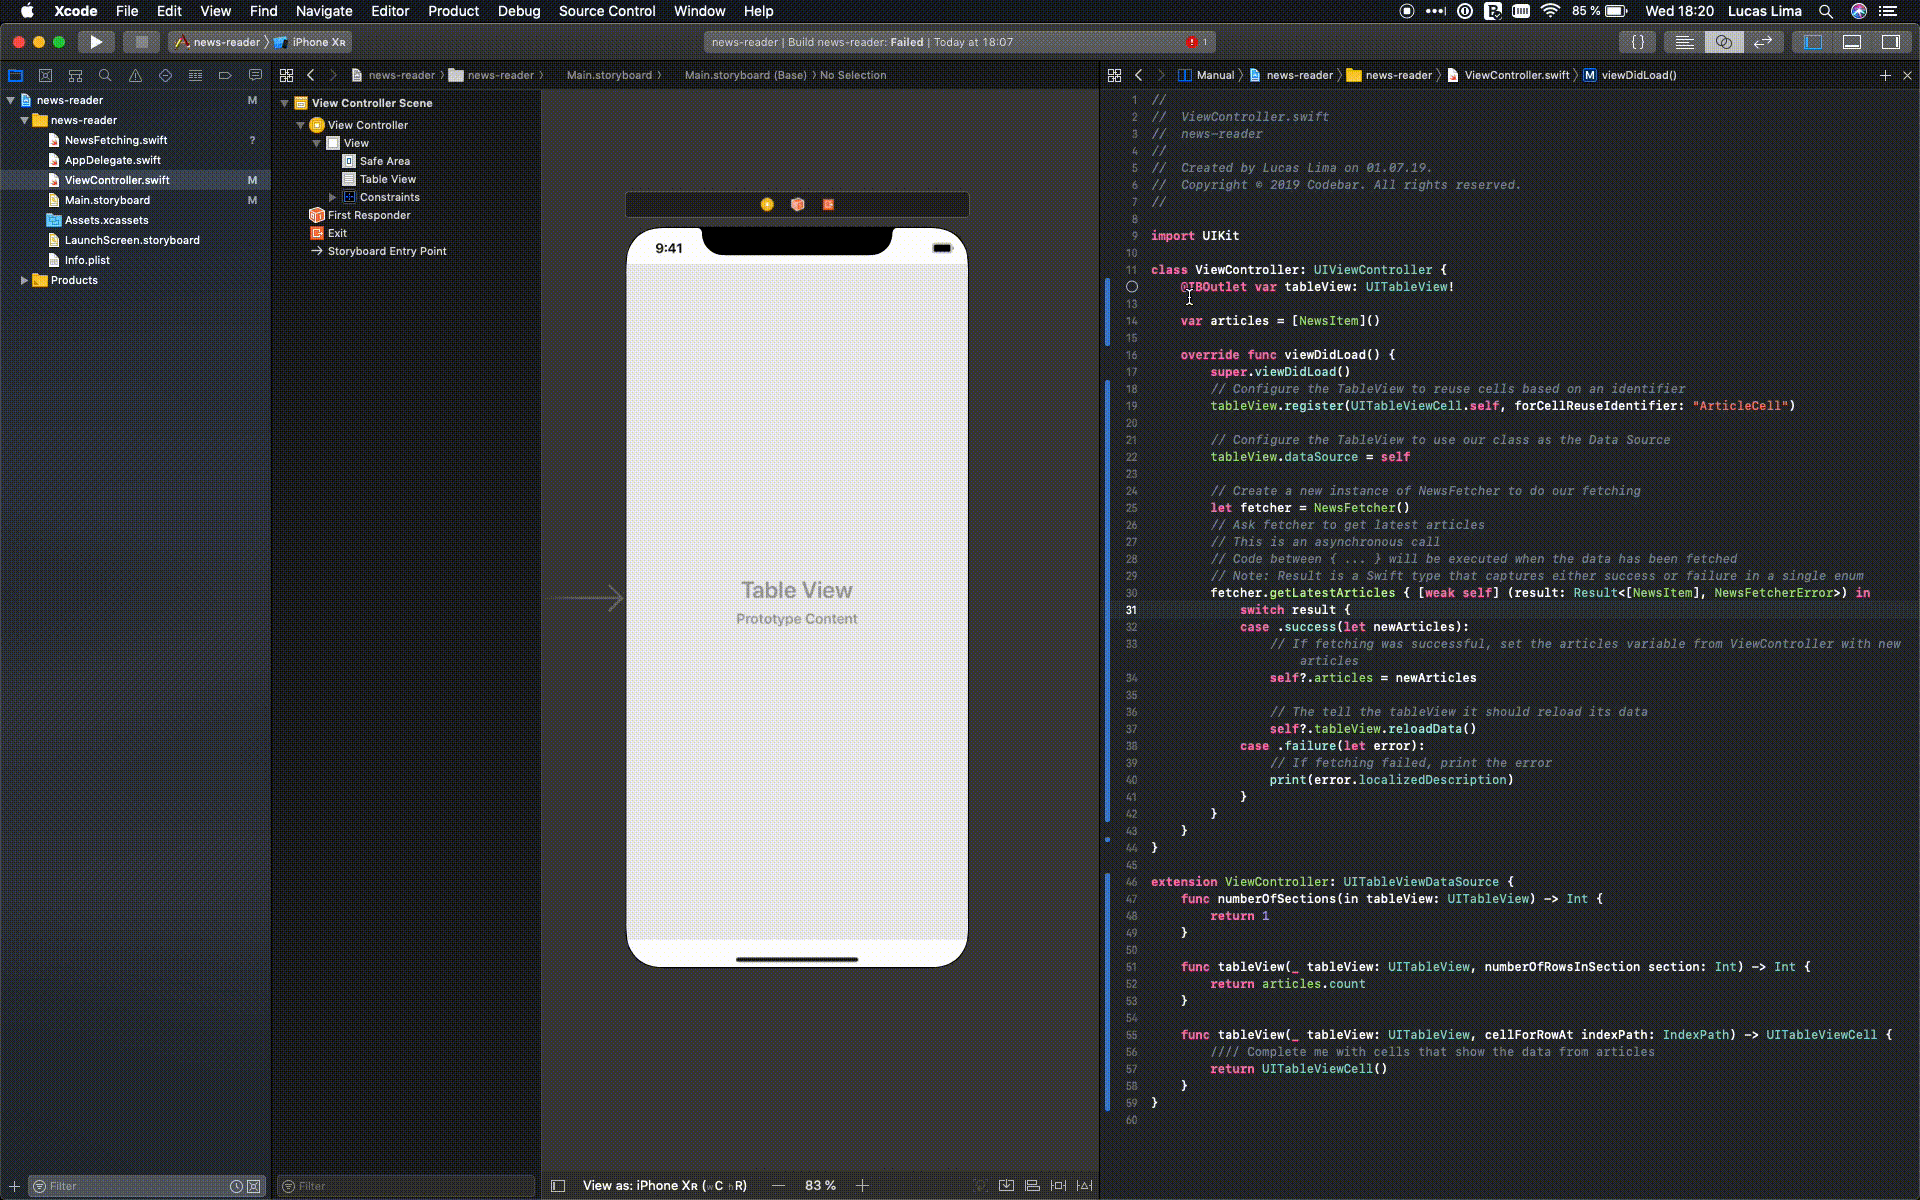 Xcode File Edit View Find Navigate Editor Product Debug Source Control Window Help 85 % Wed 18:20 Lucas Lima
news-reader iPhone XR news-reader | Build news-reader: Failed | Today at 18:07 1
news-reader news-reader Main.storyboard Main.storyboard (Base) No Selection
Manual news-reader news-reader ViewController.swift M viewDidLoad()
news-reader M
news-reader
NewsFetching.swift ?
AppDelegate.swift
ViewController.swift M
Main.storyboard M
Assets.xcassets
LaunchScreen.storyboard
Info.plist
Products
Filter
View Controller Scene
View Controller
View
Safe Area
Table View
Constraints
First Responder
Exit
Storyboard Entry Point
Filter
9:41
Table View
Prototype Content
View as: iPhone XR (wC hR) 83 %
1 //
2 // ViewController.swift
3 // news-reader
4 //
5 // Created by Lucas Lima on 01.07.19.
6 // Copyright © 2019 Codebar. All rights reserved.
7 //
8
9 import UIKit
10
11 class ViewController: UIViewController {
@IBOutlet var tableView: UITableView!
13
14 var articles = [NewsItem]()
15
16 override func viewDidLoad() {
17 super.viewDidLoad()
18 // Configure the TableView to reuse cells based on an identifier
19 tableView.register(UITableViewCell.self, forCellReuseIdentifier: "ArticleCell")
20
21 // Configure the TableView to use our class as the Data Source
22 tableView.dataSource = self
23
24 // Create a new instance of NewsFetcher to do our fetching
25 let fetcher = NewsFetcher()
26 // Ask fetcher to get latest articles
27 // This is an asynchronous call
28 // Code between { ... } will be executed when the data has been fetched
29 // Note: Result is a Swift type that captures either success or failure in a single enum
30 fetcher.getLatestArticles { [weak self] (result: Result<[NewsItem], NewsFetcherError>) in
31 switch result {
32 case .success(let newArticles):
33 // If fetching was successful, set the articles variable from ViewController with new
articles
34 self?.articles = newArticles
35
36 // The tell the tableView it should reload its data
37 self?.tableView.reloadData()
38 case .failure(let error):
39 // If fetching failed, print the error
40 print(error.localizedDescription)
41 }
42 }
43 }
44 }
45
46 extension ViewController: UITableViewDataSource {
47 func numberOfSections(in tableView: UITableView) -> Int {
48 return 1
49 }
50
51 func tableView(_ tableView: UITableView, numberOfRowsInSection section: Int) -> Int {
52 return articles.count
53 }
54
55 func tableView(_ tableView: UITableView, cellForRowAt indexPath: IndexPath) -> UITableViewCell {
56 //// Complete me with cells that show the data from articles
57 return UITableViewCell()
58 }
59 }
60